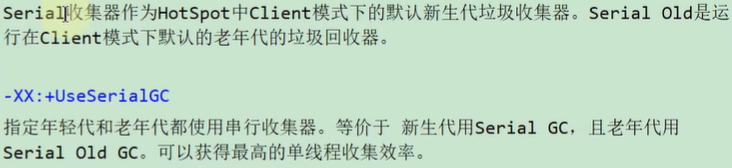 Serial收集器作为HotSpot中Client模式下的默认新生代垃圾收集器。Serial Old是运
行在Client模式下默认的老年代的垃圾回收器。
-XX:+UseSerialGC
指定年轻代和老年代都使用串行收集器。等价于 新生代用Serial GC，且老年代用
Serial Old GC。可以获得最高的单线程收集效率。